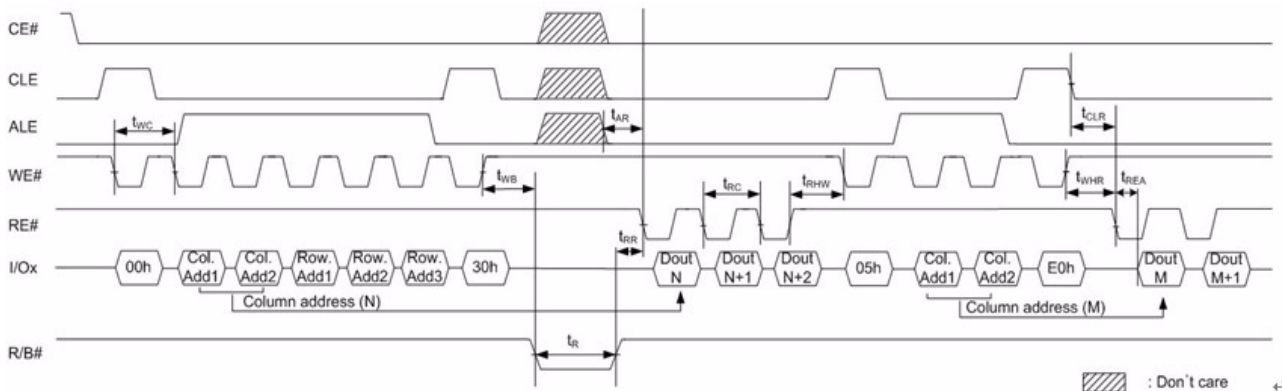 CE#
CLE
tCLR
ALE
tWC
tAR
WE#
tWB
tRC
tRHW
tWHR
tREA
RE#
tRR
I/Ox
00h
Col. Add1
Col. Add2
Row. Add1
Row. Add2
Row. Add3
30h
Dout N
Dout N+1
Dout N+2
05h
Col. Add1
Col. Add2
E0h
Dout M
Dout M+1
Column address (N)
Column address (M)
R/B#
tR
: Don´t care